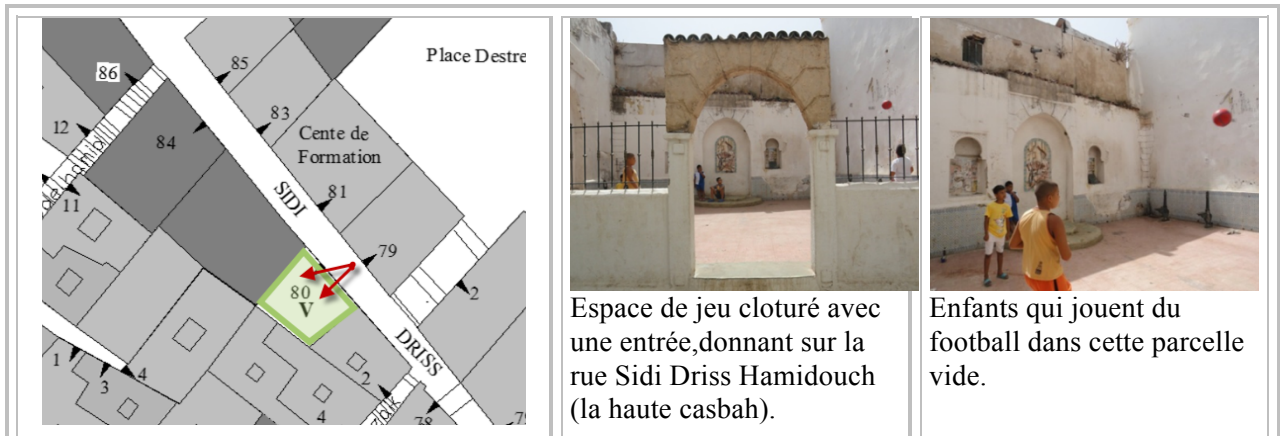 Place Destre
86
85
83
12
84
Cente de
Formation
11
SIDI
81
79
80
V
2
DRISS
1
3
4
2
4
78
Espace de jeu cloturé avec
une entrée,donnant sur la
rue Sidi Driss Hamidouch
(la haute casbah).
Enfants qui jouent du
football dans cette parcelle
vide.